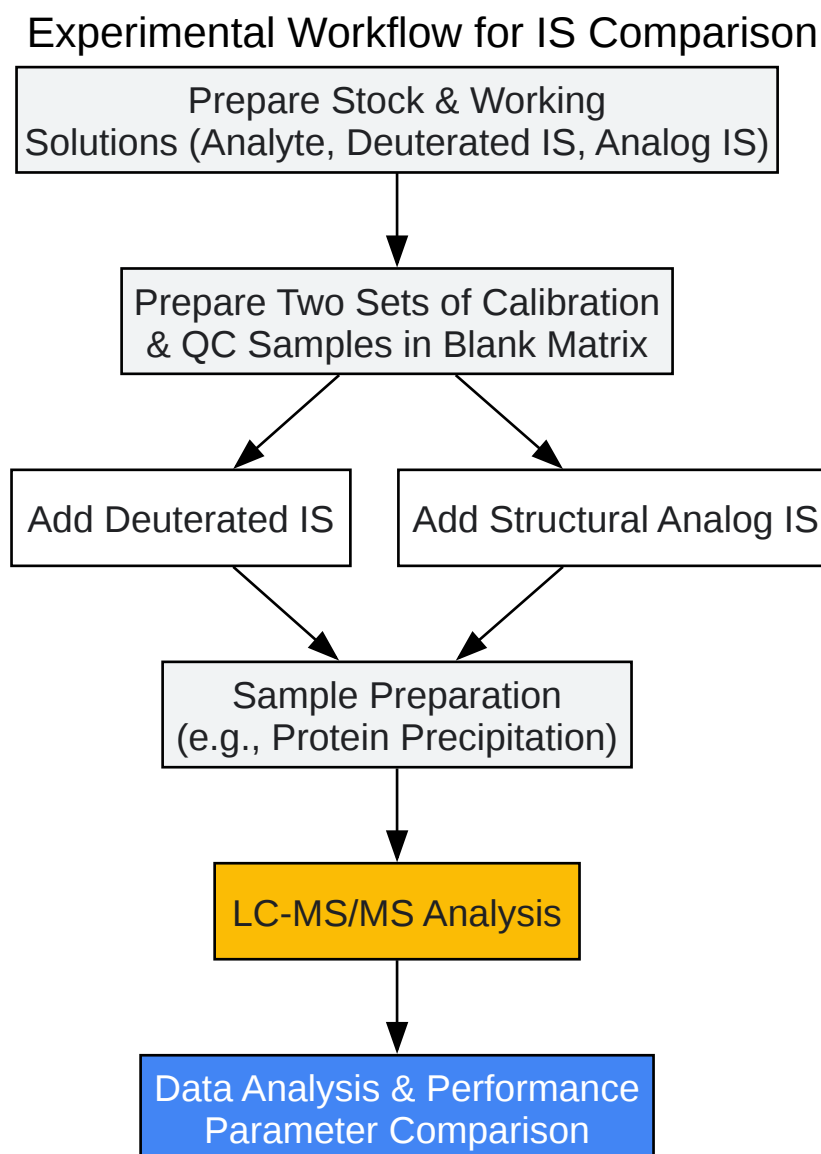 Experimental Workflow for IS Comparison
Prepare Stock & Working
Solutions (Analyte, Deuterated IS, Analog IS)
Prepare Two Sets of Calibration
& QC Samples in Blank Matrix
Add Deuterated IS
Add Structural Analog IS
Sample Preparation
(e.g., Protein Precipitation)
LC-MS/MS Analysis
Data Analysis & Performance
Parameter Comparison